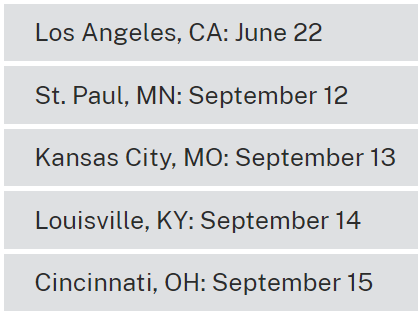 Los Angeles, CA: June 22
St. Paul, MN: September 12
Kansas City, MO: September 13
Louisville, KY: September 14
Cincinnati, OH: September 15